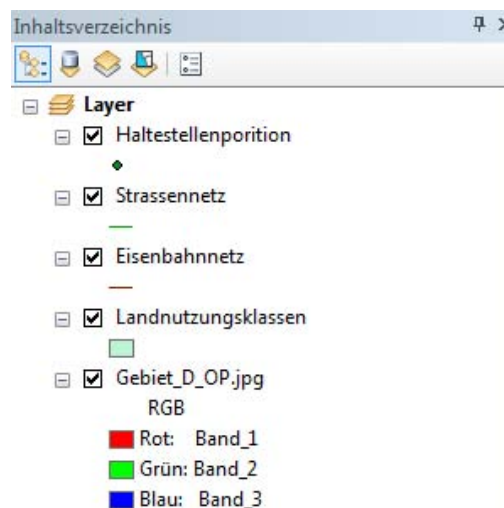 Inhaltsverzeichnis
Layer
Haltestellenporition
Strassennetz
Eisenbahnnetz
Landnutzungsklassen
Gebiet_D_OP.jpg
RGB
Rot: Band_1
Grün: Band_2
Blau: Band_3